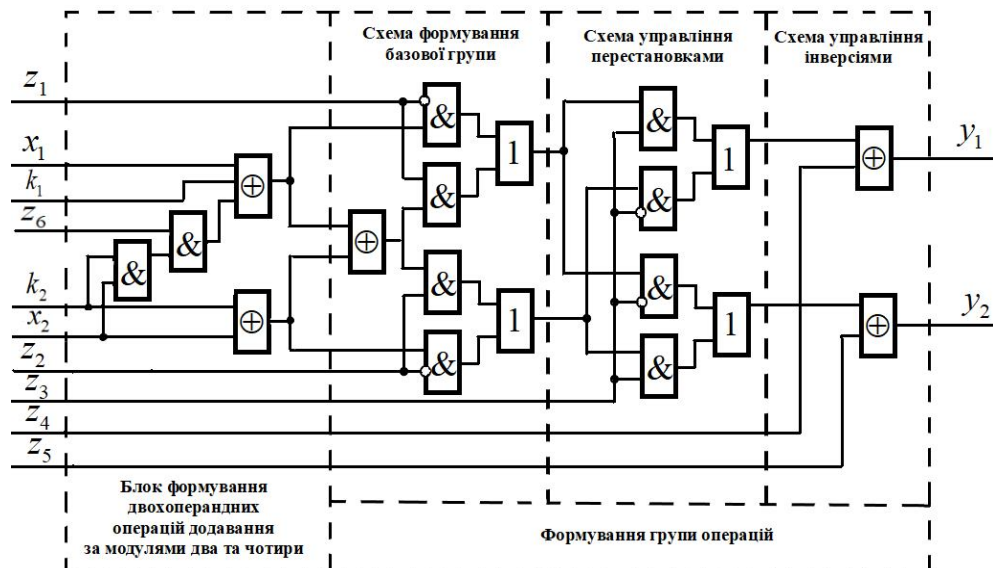 Схема формування
базової групи
Схема управління
перестановками
Схема управління
інверсіями
z₁
x₁
k₁
z₆
k₂
x₂
z₂
z₃
z₄
z₅
&
&
⊕
⊕
⊕
&
&
&
&
1
1
&
&
&
&
1
1
⊕
⊕
y₁
y₂
Блок формування
двохоперандних
операцій додавання
за модулями два та чотири
Формування групи операцій